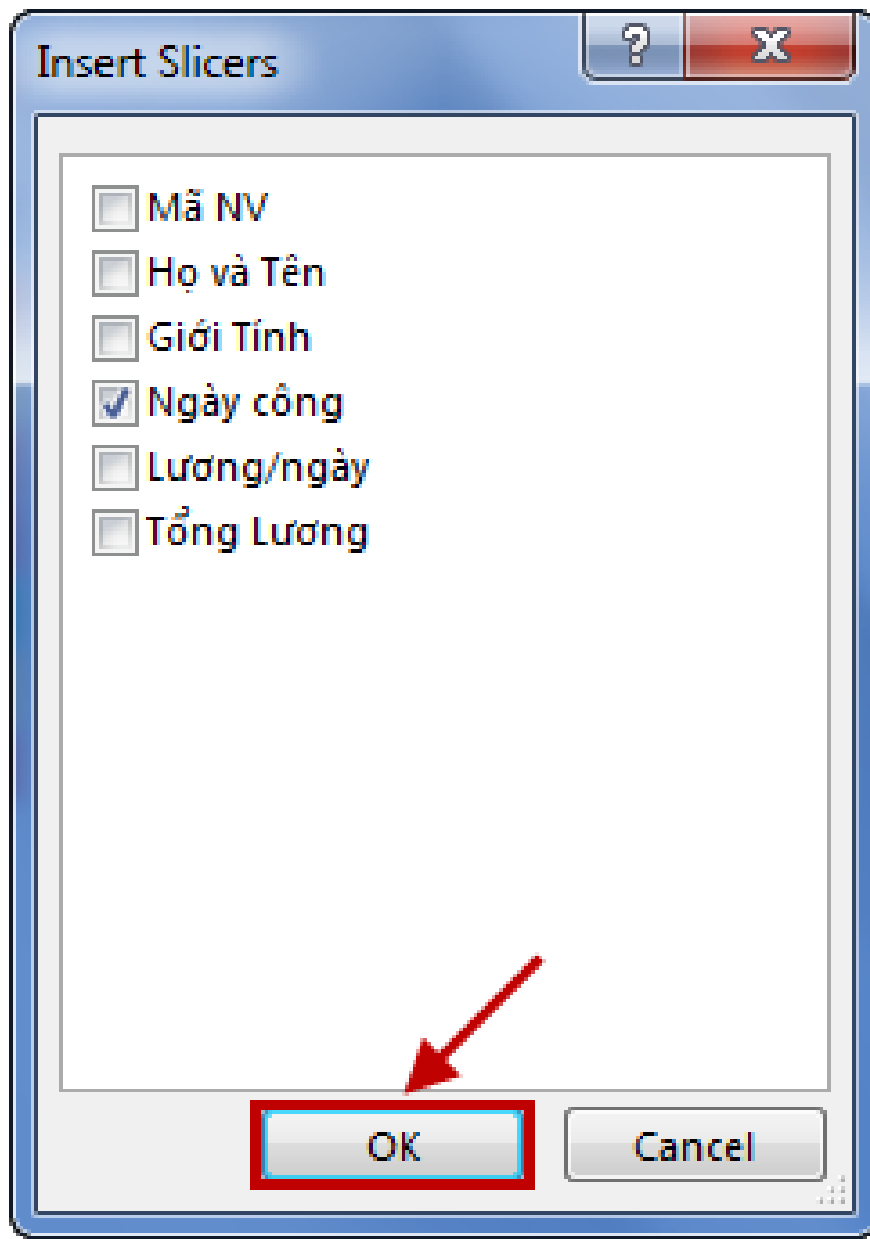 Insert Slicers
Mã NV
Họ và Tên
Giới Tính
Ngày công
Lương/ngày
Tổng Lương
OK
Cancel